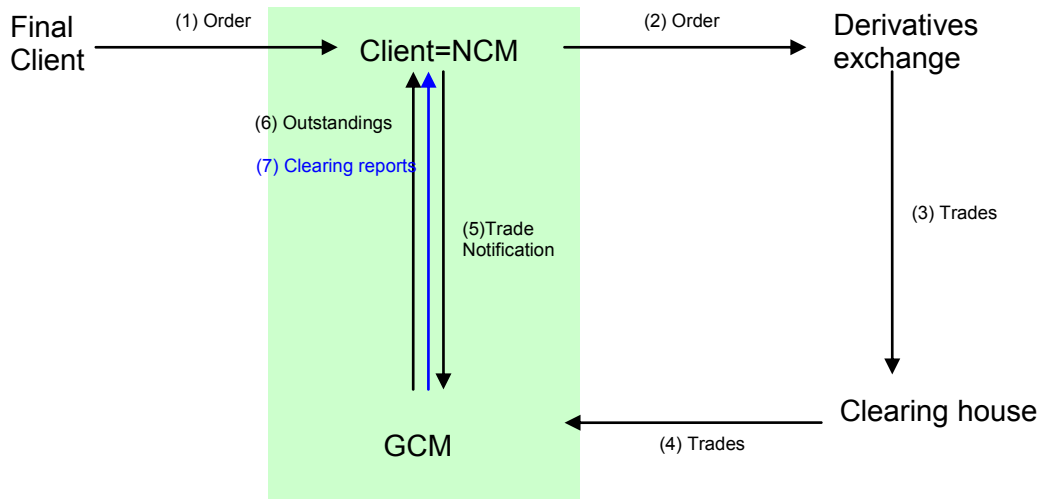 Final
Client
(1) Order
Client=NCM
(2) Order
Derivatives
exchange
(6) Outstandings
(7) Clearing reports
(5)Trade
Notification
(3) Trades
GCM
(4) Trades
Clearing house